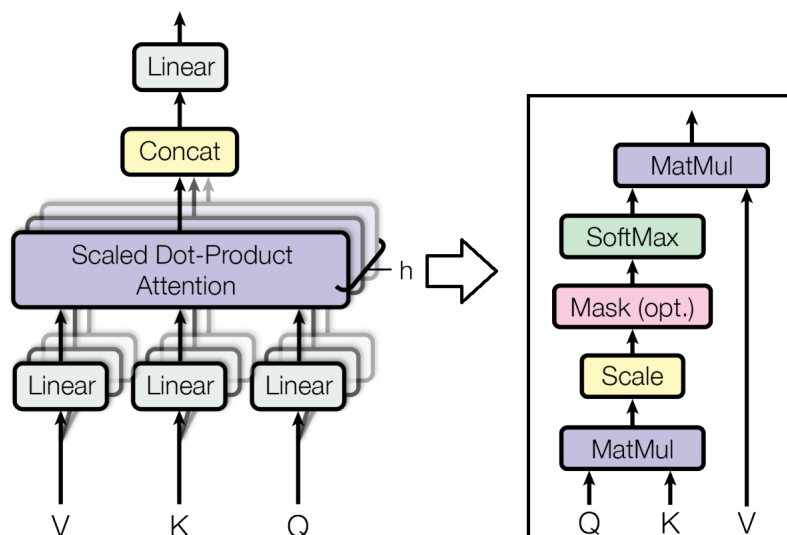 Linear
Concat
Scaled Dot-Product
Attention
h
Linear
Linear
Linear
V
K
Q
MatMul
SoftMax
Mask (opt.)
Scale
MatMul
Q
K
V